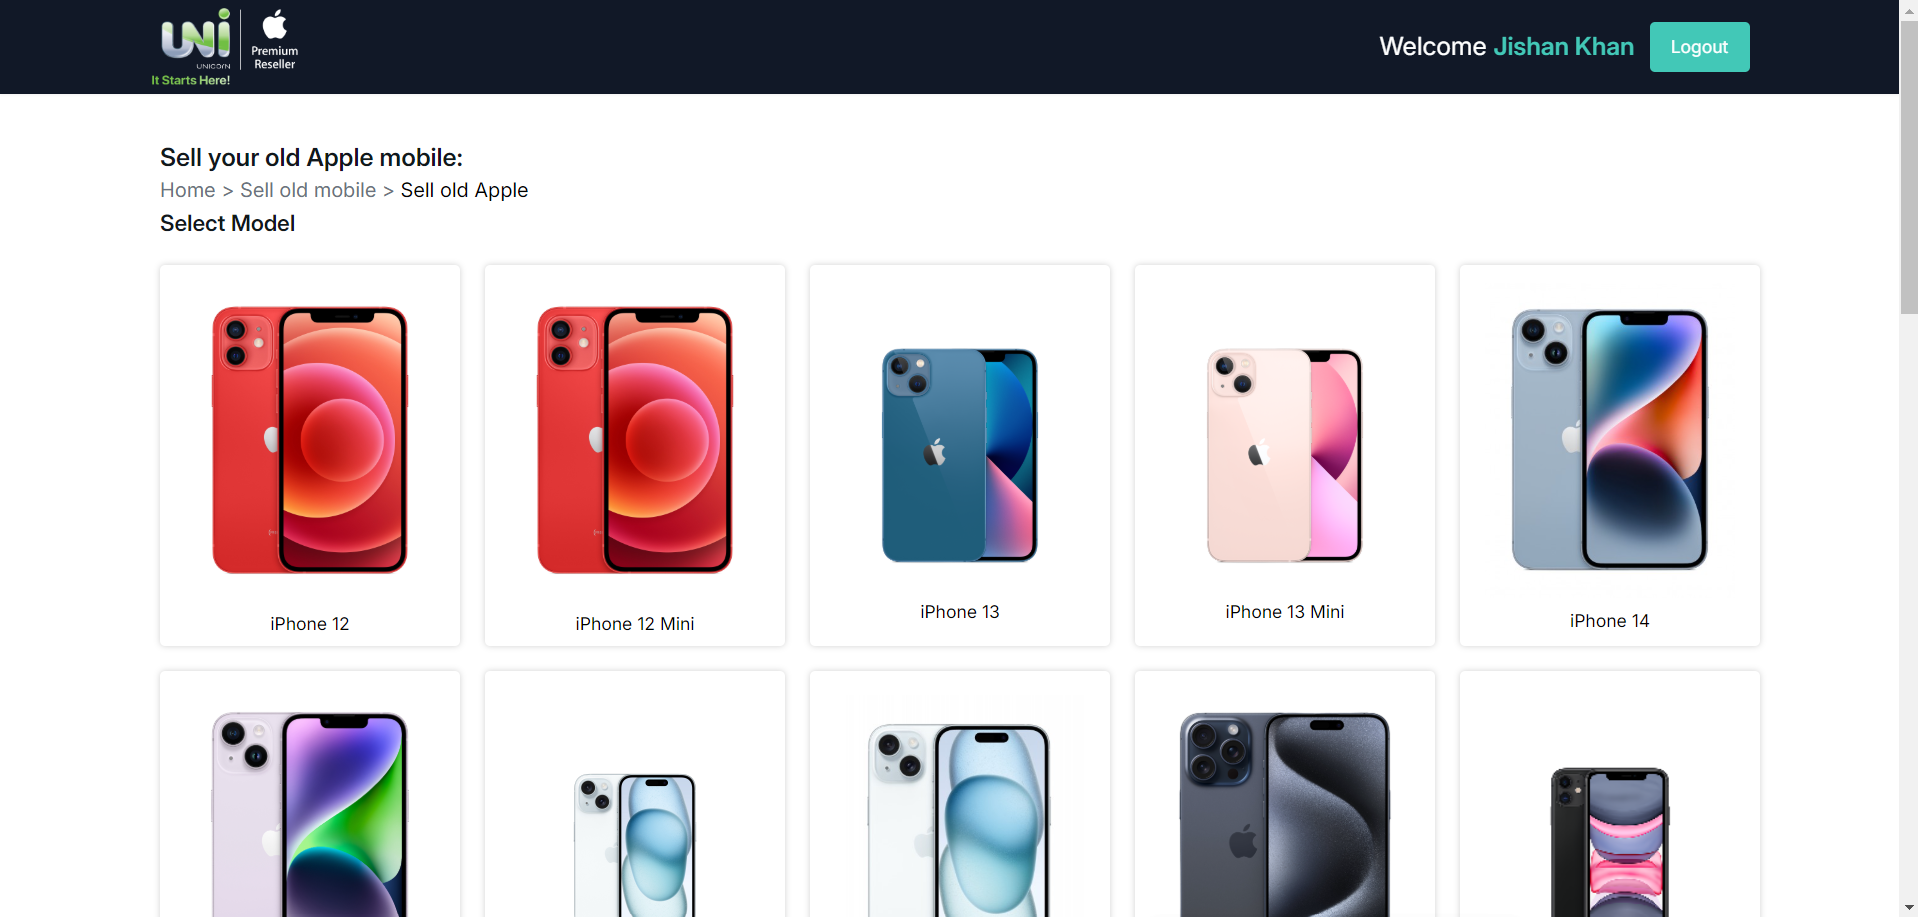 UNi
UNICORN
It Starts Here!
Premium
Reseller
Welcome Jishan Khan
Logout
Sell your old Apple mobile:
Home > Sell old mobile > Sell old Apple
Select Model
iPhone 12
iPhone 12 Mini
iPhone 13
iPhone 13 Mini
iPhone 14